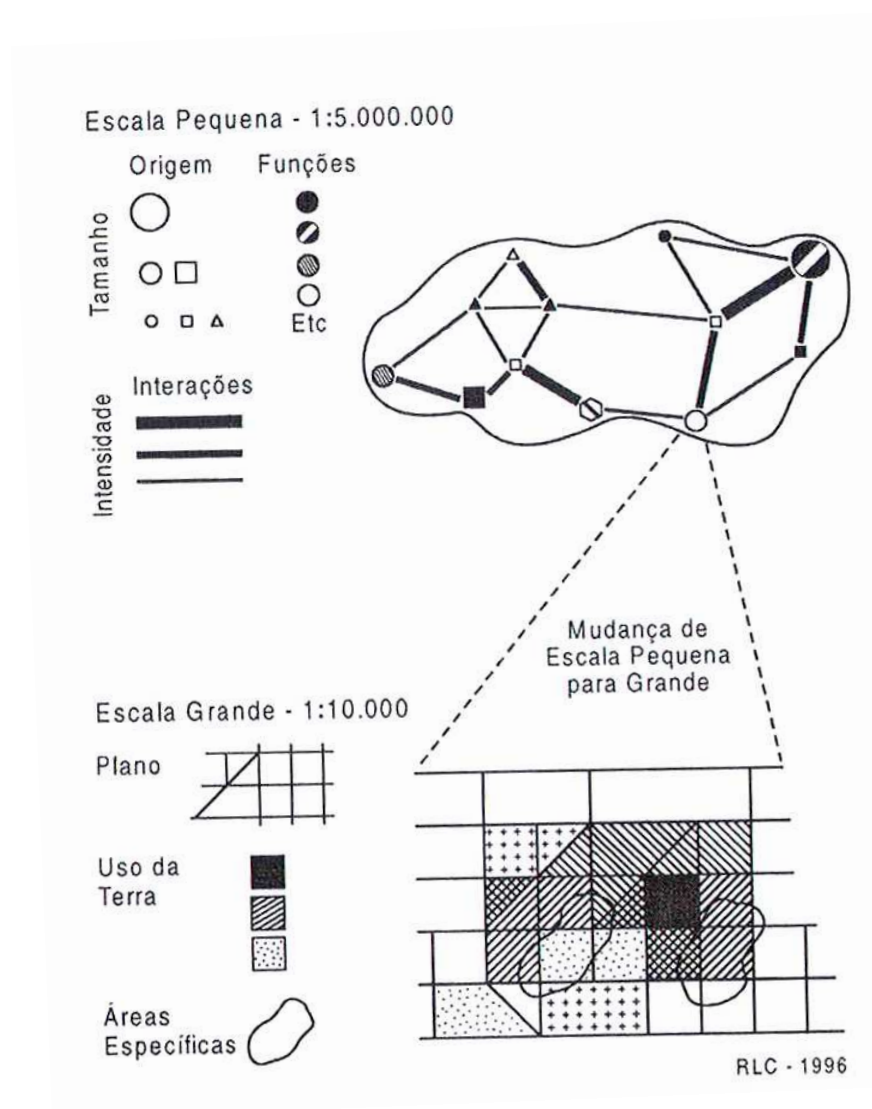 Escala Pequena - 1:5.000.000
Origem
Funções
Tamanho
Etc
Interações
Intensidade
Mudança de
Escala Pequena
para Grande
Escala Grande - 1:10.000
Plano
Uso da
Terra
Áreas
Específicas
RLC - 1996